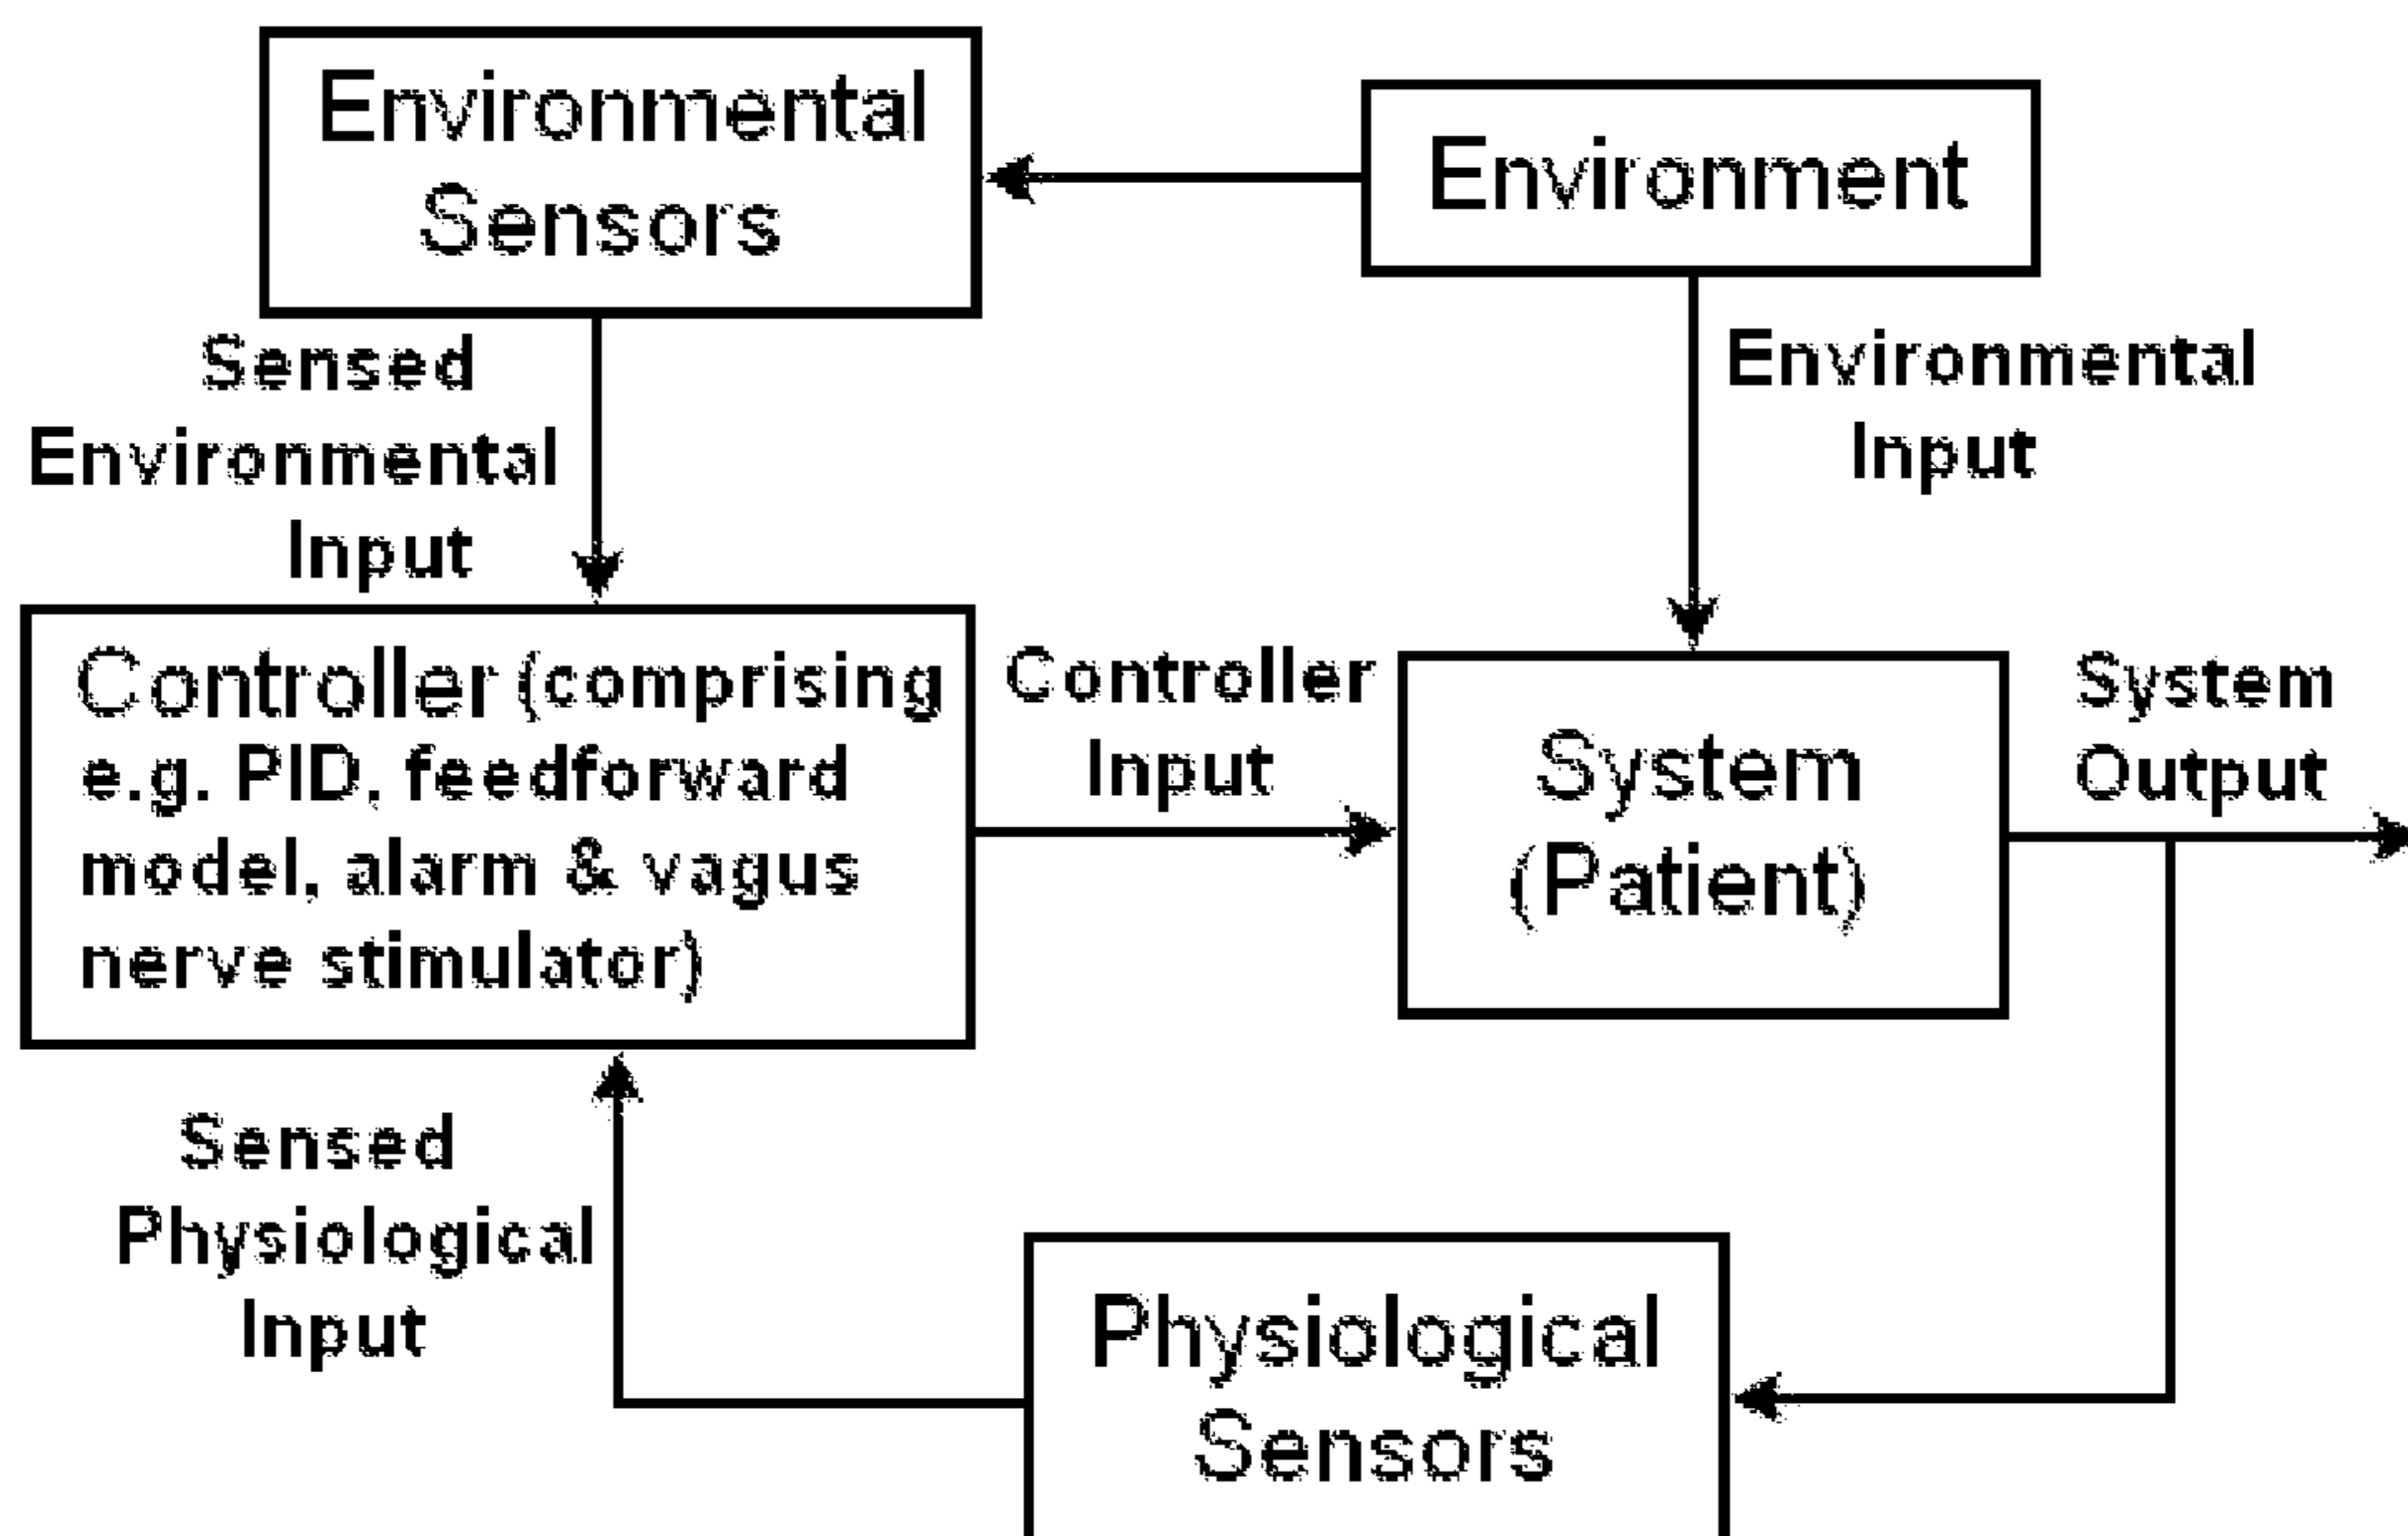 Environmental
Sensors
Environment
Sensed
Environmental
Input
Environmental
Input
Controller (comprising
e.g. PID, feedforward
model, alarm & vagus
nerve stimulator)
Controller
Input
System
(Patient)
System
Output
Sensed
Physiological
Input
Physiological
Sensors